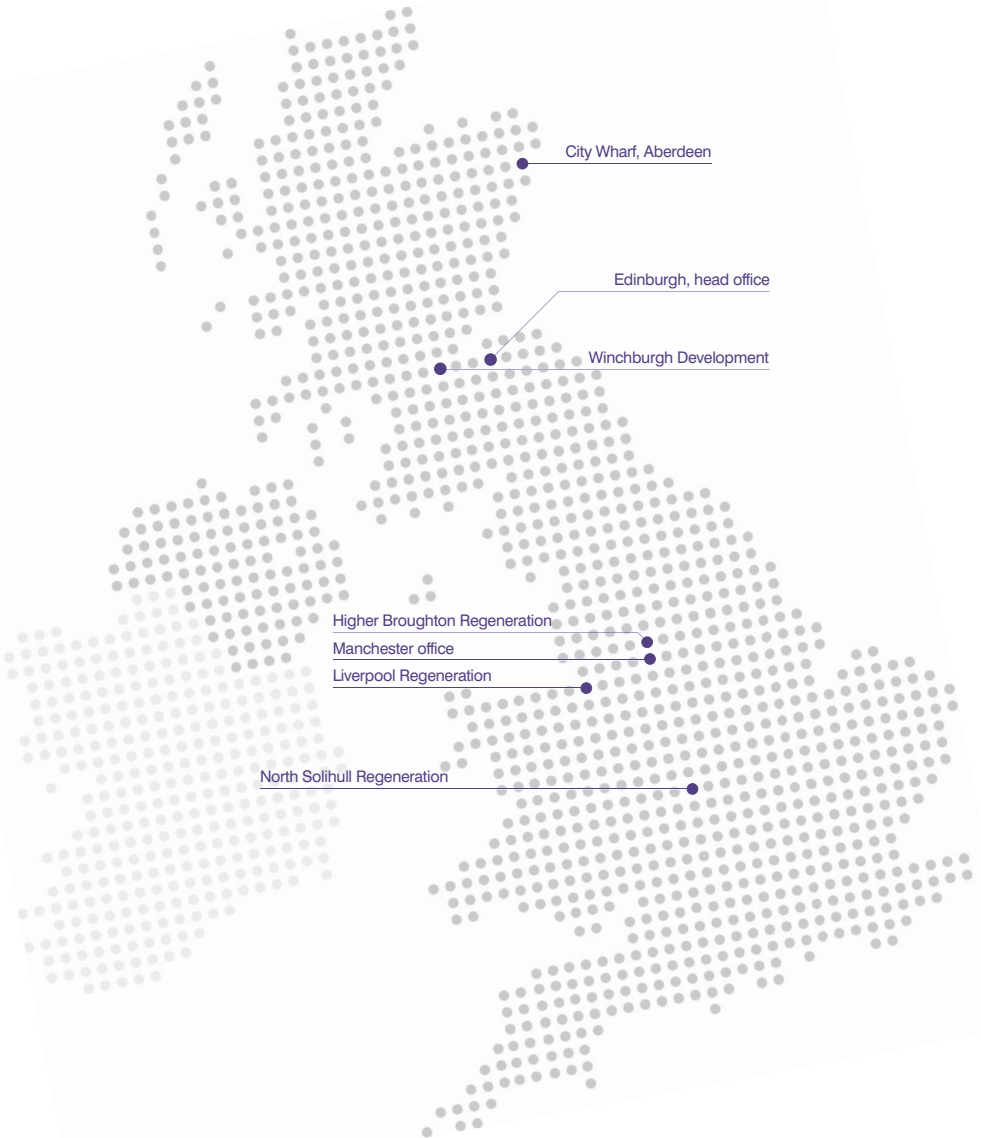 City Wharf, Aberdeen
Edinburgh, head office
Winchburgh Development
Higher Broughton Regeneration
Manchester office
Liverpool Regeneration
North Solihull Regeneration